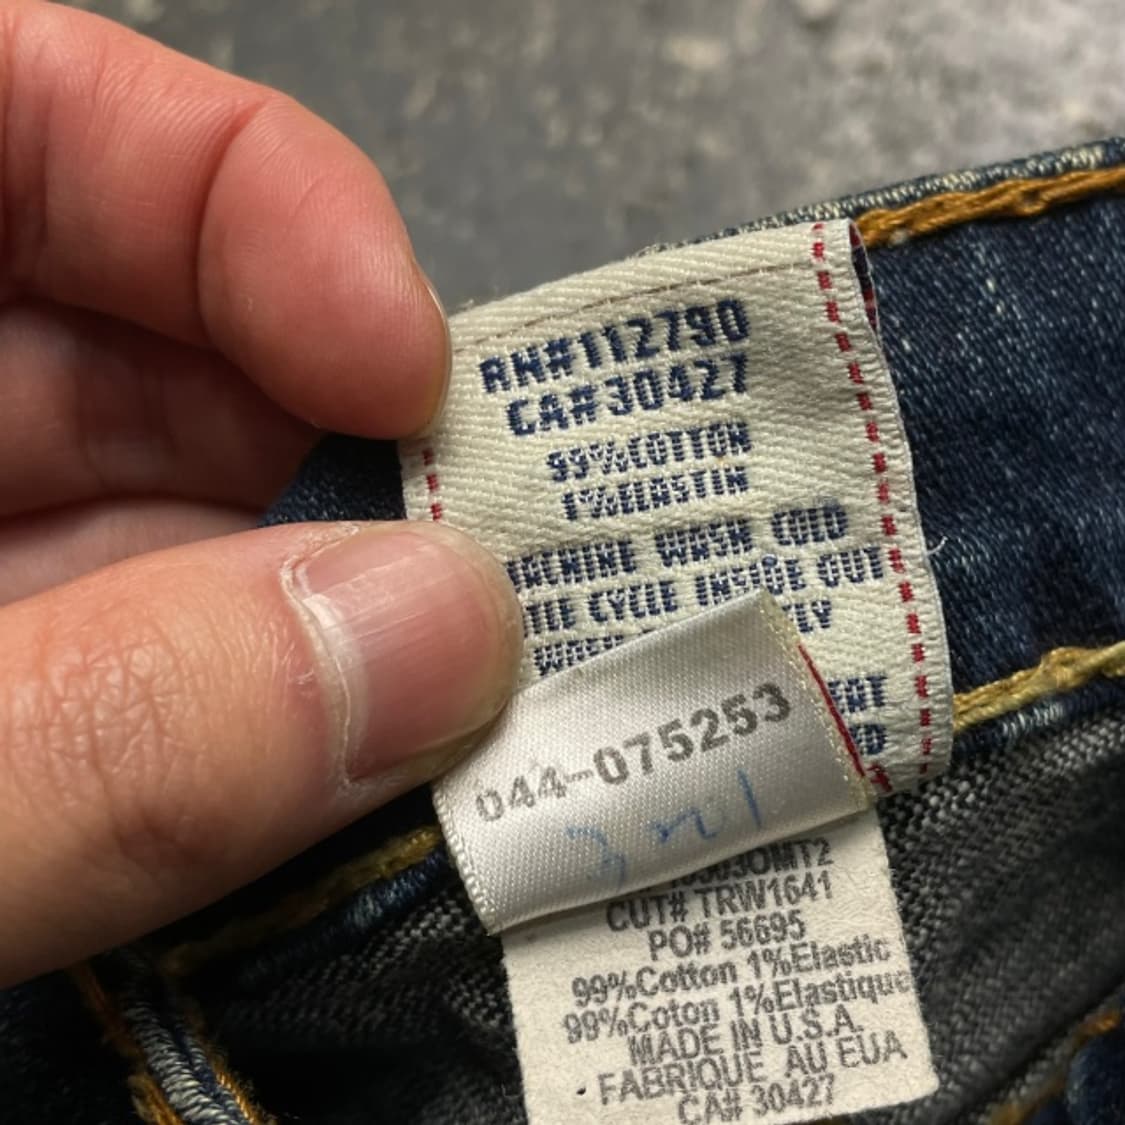 RN#112790
CA#30427
99%COTTON
1%ELASTIN
WASH COLD
CYCLE INSIDE OUT
044-075253
CUT# TRW1641
PO# 56695
99%Cotton 1%Elastic
99%Coton 1%Elastique
MADE IN U.S.A.
FABRIQUE AU EUA
CA# 30427